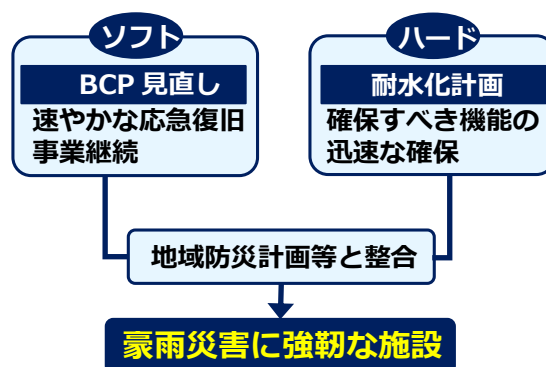 ソフト
BCP 見直し
速やかな応急復旧
事業継続
ハード
耐水化計画
確保すべき機能の
迅速な確保
地域防災計画等と整合
豪雨災害に強靭な施設